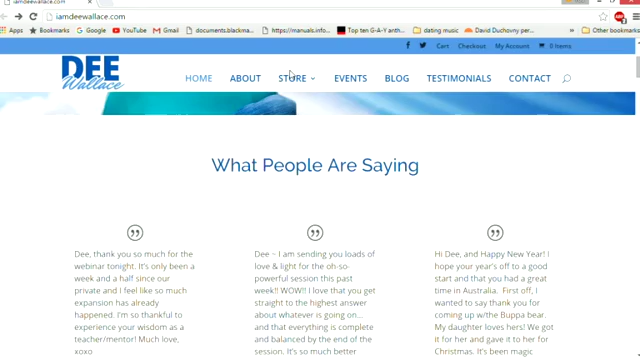 iamdeewallace.com
iamdeewallace.com
Apps Bookmarks Google YouTube Gmail documents.blackma... https://manuals.info... Top ten G-A-Y anth... dating music David Duchovny per... Other bookmarks
Cart Checkout My Account 0 Items
DEE
Wallace
HOME ABOUT STORE EVENTS BLOG TESTIMONIALS CONTACT
What People Are Saying
Dee, thank you so much for the
webinar tonight. It's only been a
week and a half since our
private and I feel like so much
expansion has already
happened. I'm so thankful to
experience your wisdom as a
teacher/mentor! Much love,
xoxo
Dee – I am sending you loads of
love & light for the oh-so-
powerful session this past
week!! WOW!! I love that you get
straight to the highest answer
about whatever is going on...
and that everything is complete
and balanced by the end of the
session. It's so much better
Hi Dee, and Happy New Year! I
hope your year's off to a good
start and that you had a great
time in Australia. First off, I
wanted to say thank you for
coming up w/the Buppa bear.
My daughter loves hers! We got
it for her and gave it to her for
Christmas. It's been magic